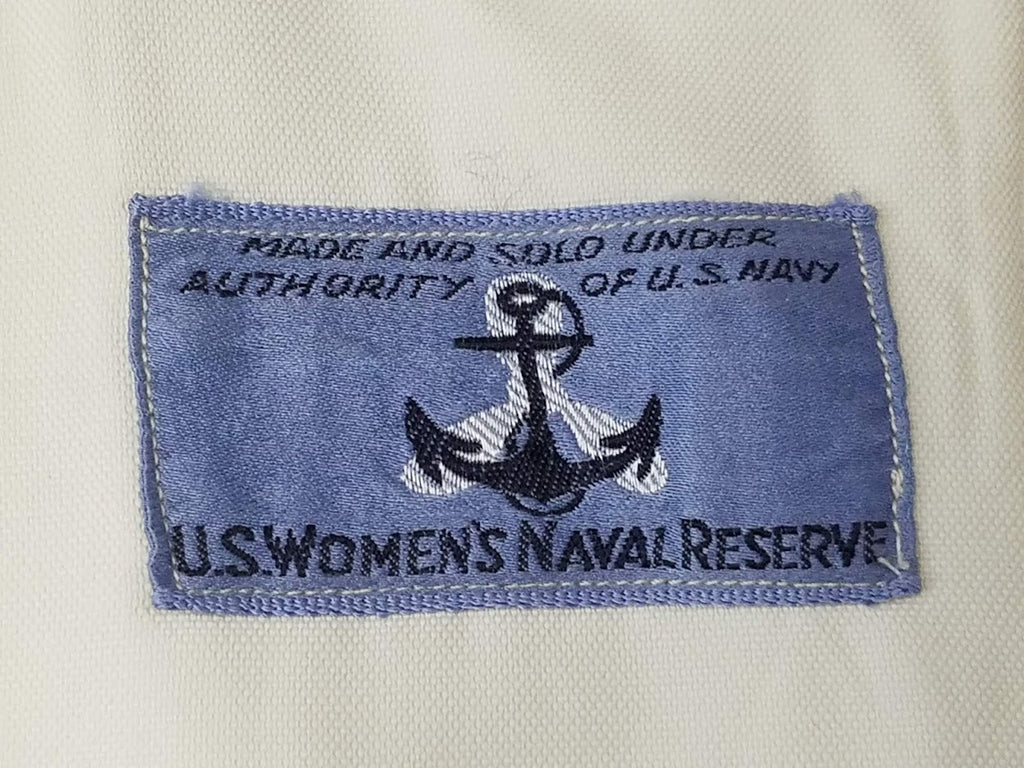 MADE AND SOLD UNDER
AUTHORITY OF U.S. NAVY
U.S. WOMEN'S NAVAL RESERVE